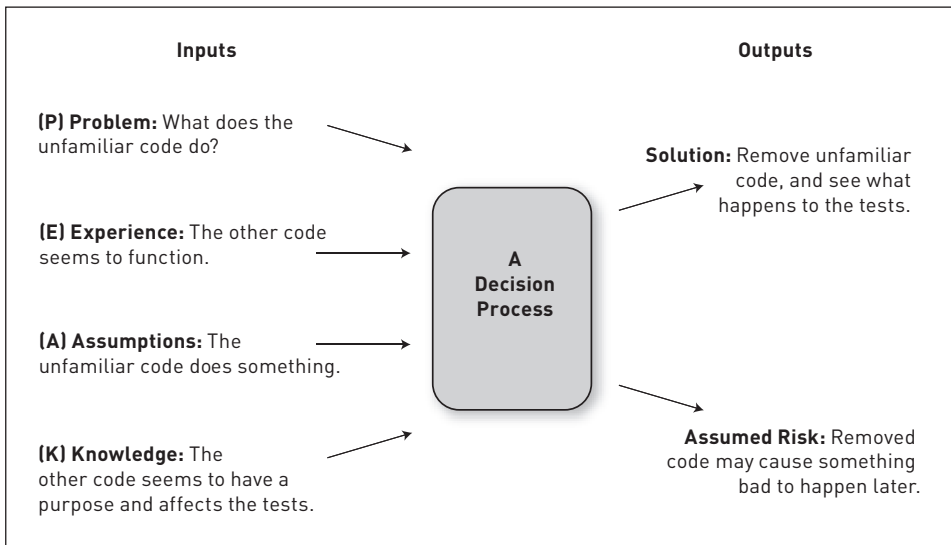 Inputs
Outputs
(P) Problem: What does the
unfamiliar code do?
(E) Experience: The other code
seems to function.
(A) Assumptions: The
unfamiliar code does something.
(K) Knowledge: The
other code seems to have a
purpose and affects the tests.
A
Decision
Process
Solution: Remove unfamiliar
code, and see what
happens to the tests.
Assumed Risk: Removed
code may cause something
bad to happen later.